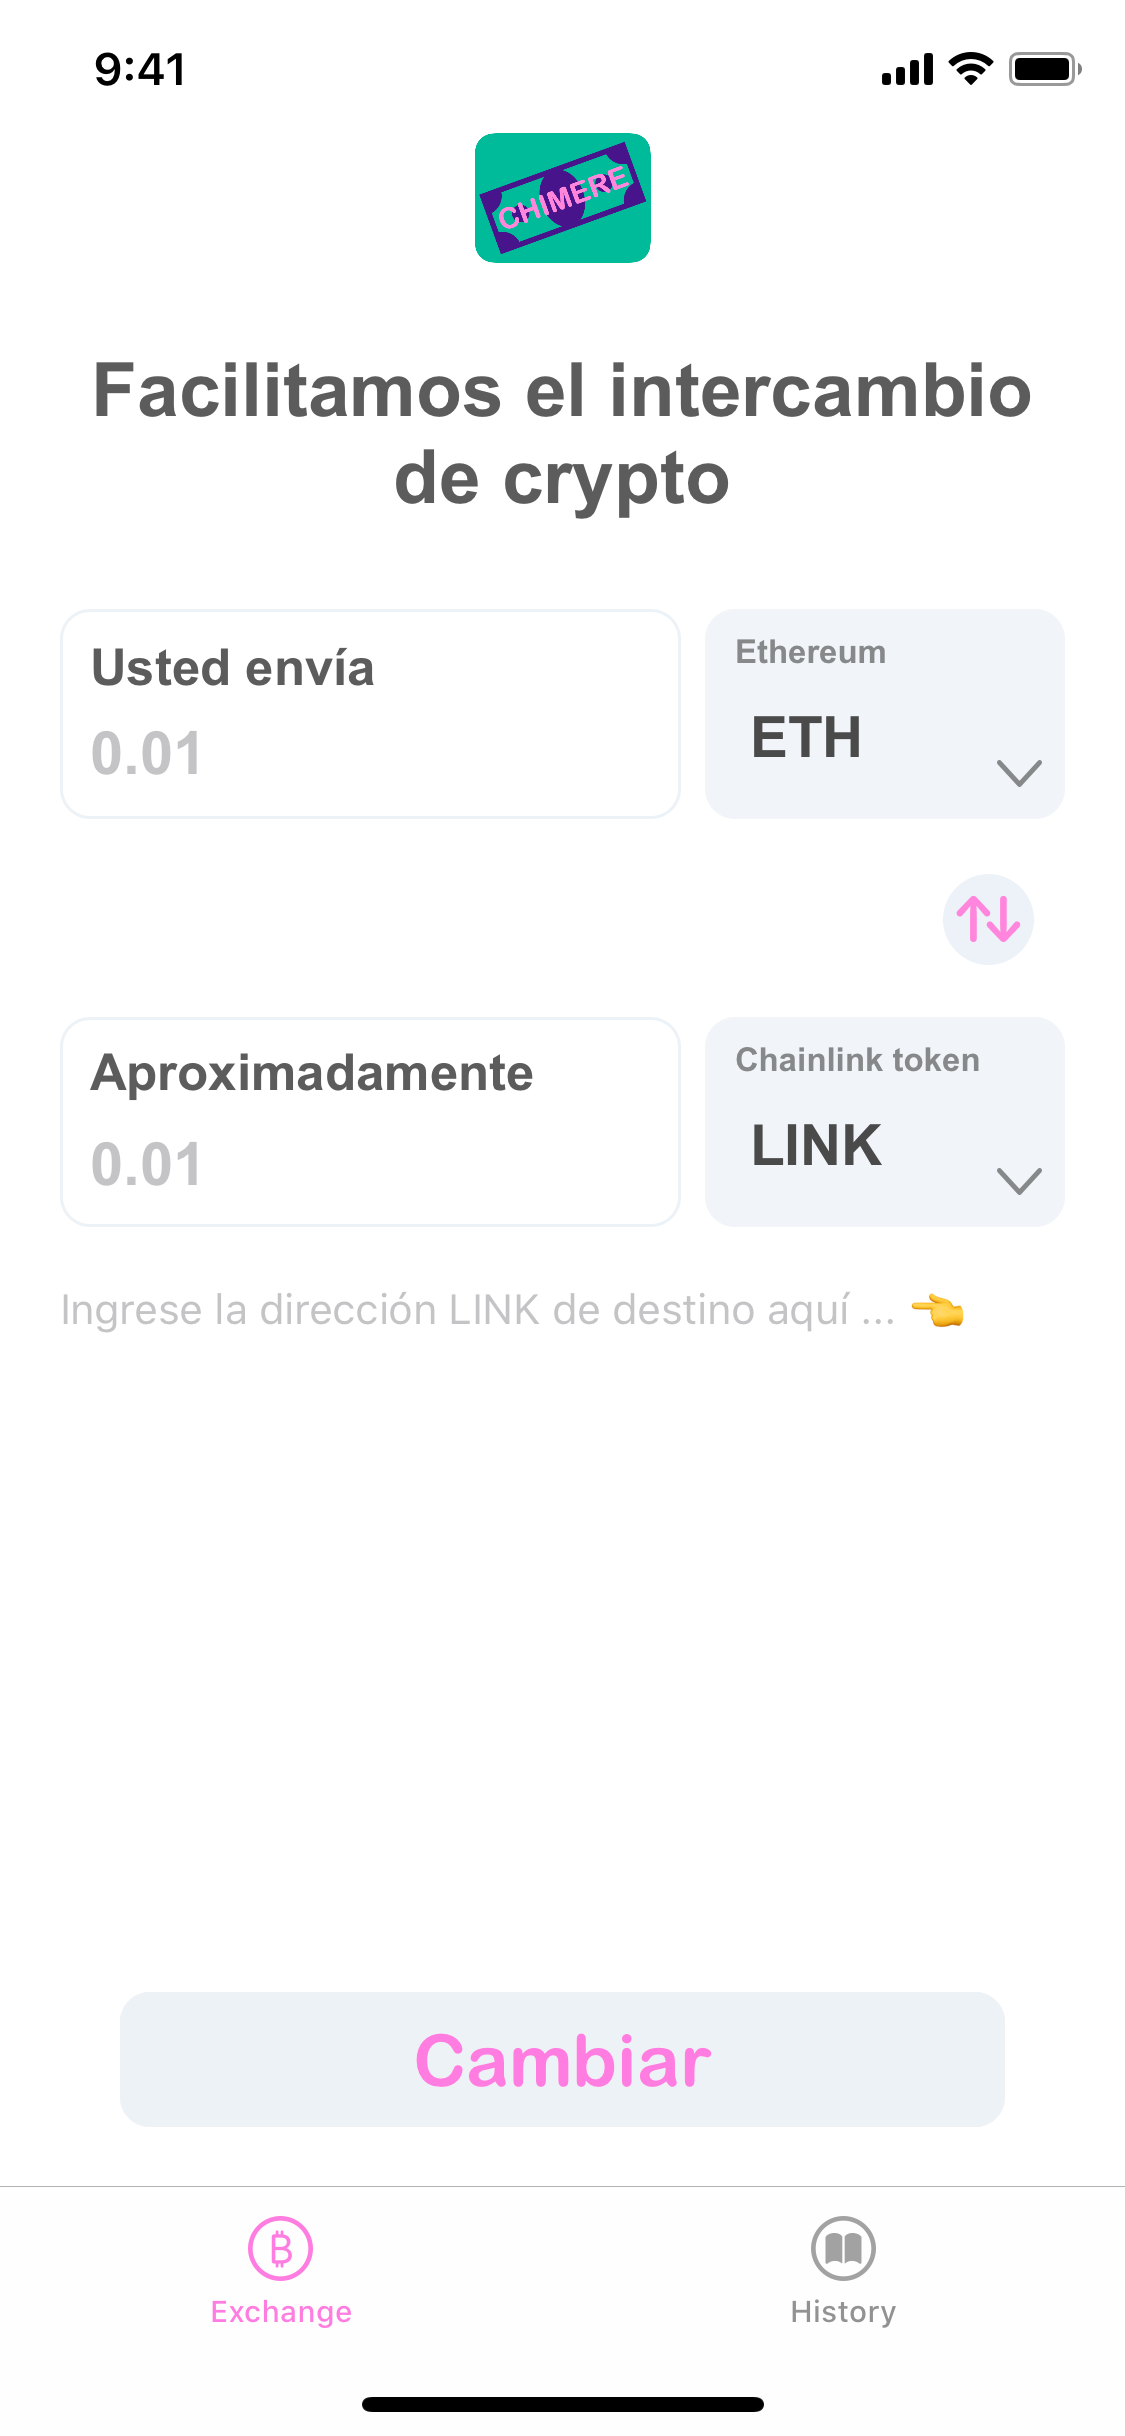 9:41
CHIMERE
Facilitamos el intercambio
de crypto
Usted envía
0.01
Ethereum
ETH
Aproximadamente
0.01
Chainlink token
LINK
Ingrese la dirección LINK de destino aquí ... 👈
Cambiar
Exchange
History